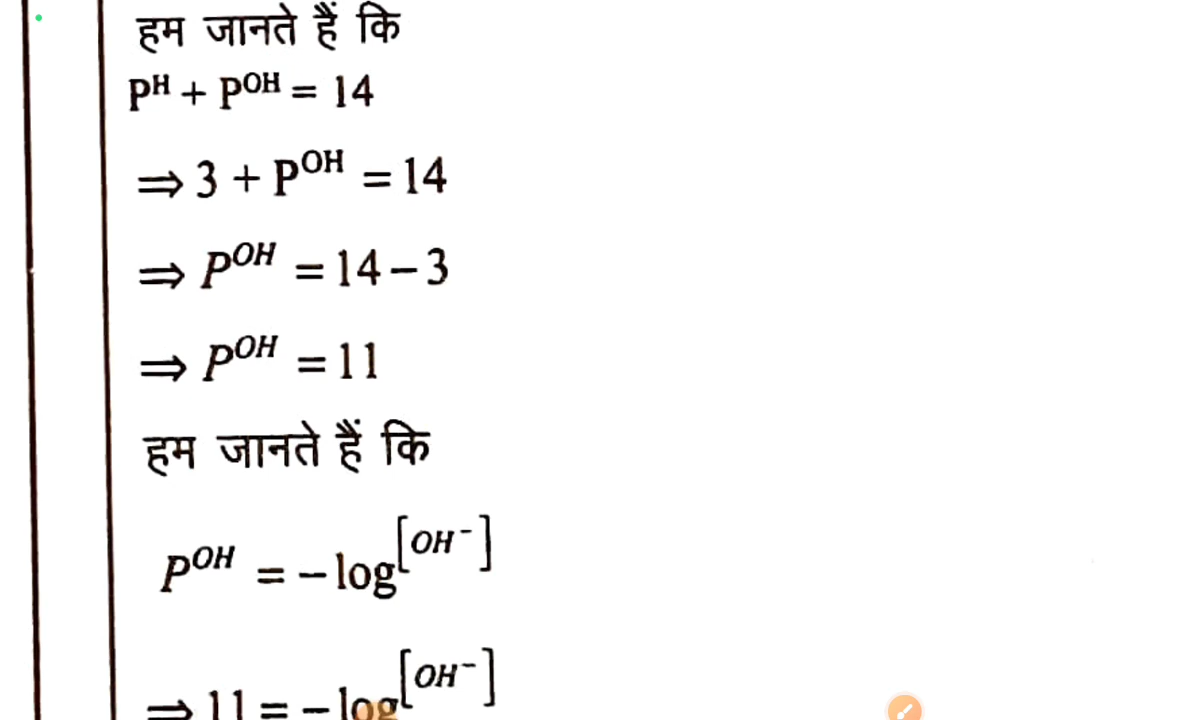 हम जानते हैं कि
Pᴴ + Pᴼᴴ = 14
⇒ 3 + Pᴼᴴ = 14
⇒ Pᴼᴴ = 14 – 3
⇒ Pᴼᴴ = 11
हम जानते हैं कि
Pᴼᴴ = – log[OH⁻]
⇒ 11 = – log[OH⁻]